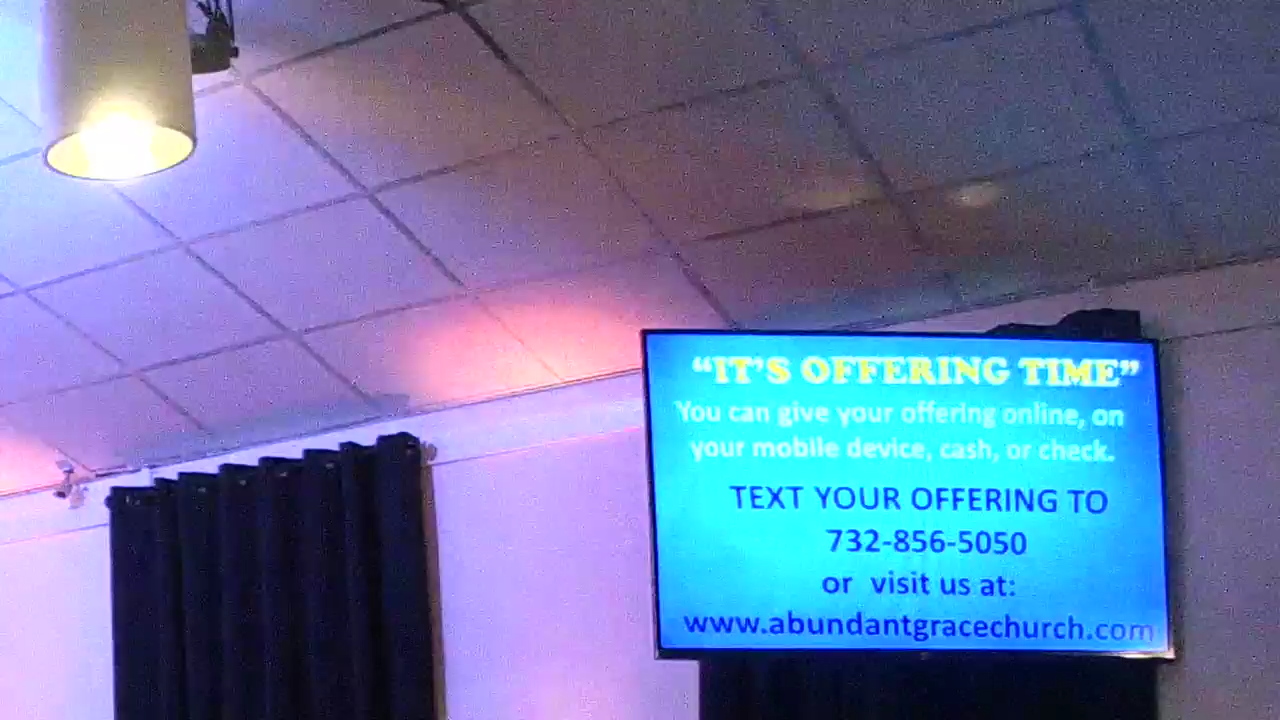 “IT’S OFFERING TIME”
You can give your offering online, on
your mobile device, cash, or check.
TEXT YOUR OFFERING TO
732-856-5050
or visit us at:
www.abundantgracechurch.com